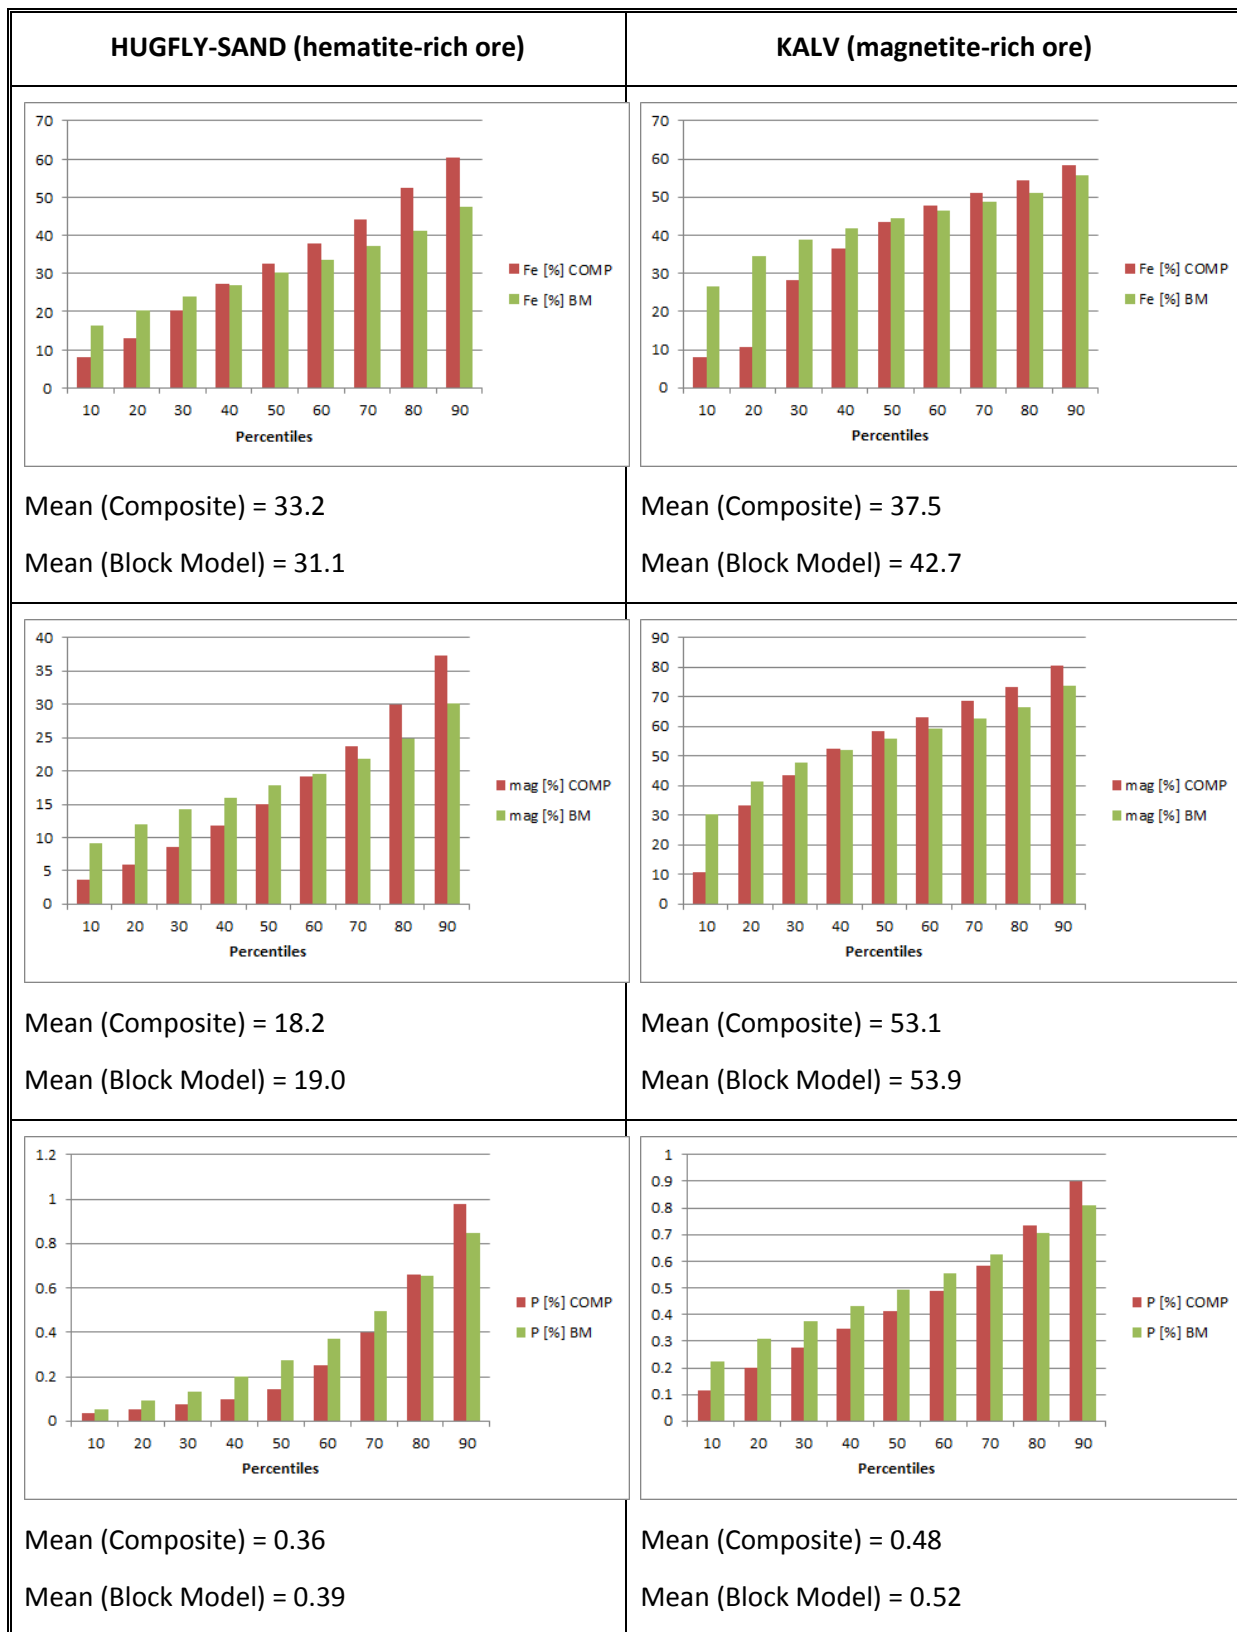 HUGFLY-SAND (hematite-rich ore)
KALV (magnetite-rich ore)
70
60
50
40
30
20
10
0
10 20 30 40 50 60 70 80 90
Percentiles
Fe [%] COMP
Fe [%] BM
Mean (Composite) = 33.2
Mean (Block Model) = 31.1
70
60
50
40
30
20
10
0
10 20 30 40 50 60 70 80 90
Percentiles
Fe [%] COMP
Fe [%] BM
Mean (Composite) = 37.5
Mean (Block Model) = 42.7
40
35
30
25
20
15
10
5
0
10 20 30 40 50 60 70 80 90
Percentiles
mag [%] COMP
mag [%] BM
Mean (Composite) = 18.2
Mean (Block Model) = 19.0
90
80
70
60
50
40
30
20
10
0
10 20 30 40 50 60 70 80 90
Percentiles
mag [%] COMP
mag [%] BM
Mean (Composite) = 53.1
Mean (Block Model) = 53.9
1.2
1
0.8
0.6
0.4
0.2
0
10 20 30 40 50 60 70 80 90
Percentiles
P [%] COMP
P [%] BM
Mean (Composite) = 0.36
Mean (Block Model) = 0.39
1
0.9
0.8
0.7
0.6
0.5
0.4
0.3
0.2
0.1
0
10 20 30 40 50 60 70 80 90
Percentiles
P [%] COMP
P [%] BM
Mean (Composite) = 0.48
Mean (Block Model) = 0.52